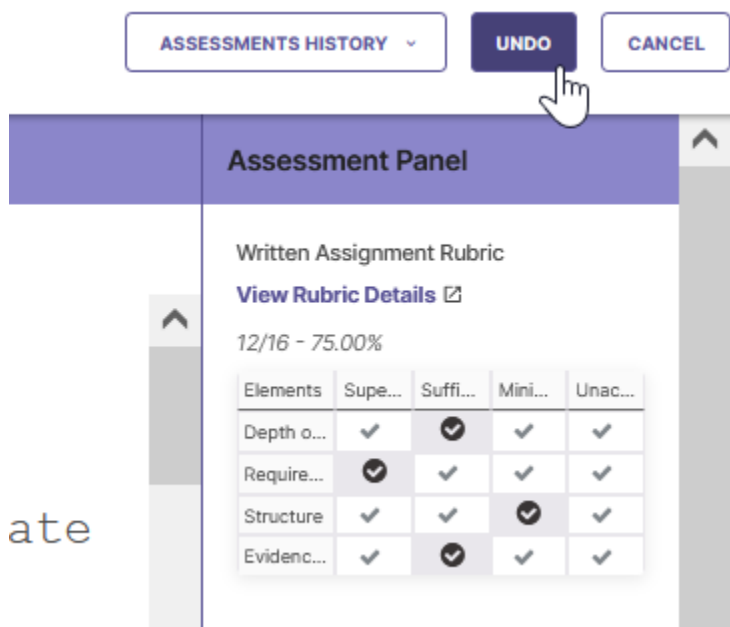 ASSESSMENTS HISTORY UNDO CANCEL
Assessment Panel
Written Assignment Rubric
View Rubric Details
12/16 - 75.00%
Elements Supe... Suffi... Mini... Unac...
Depth o...
Require...
ate
Structure
Evidenc...